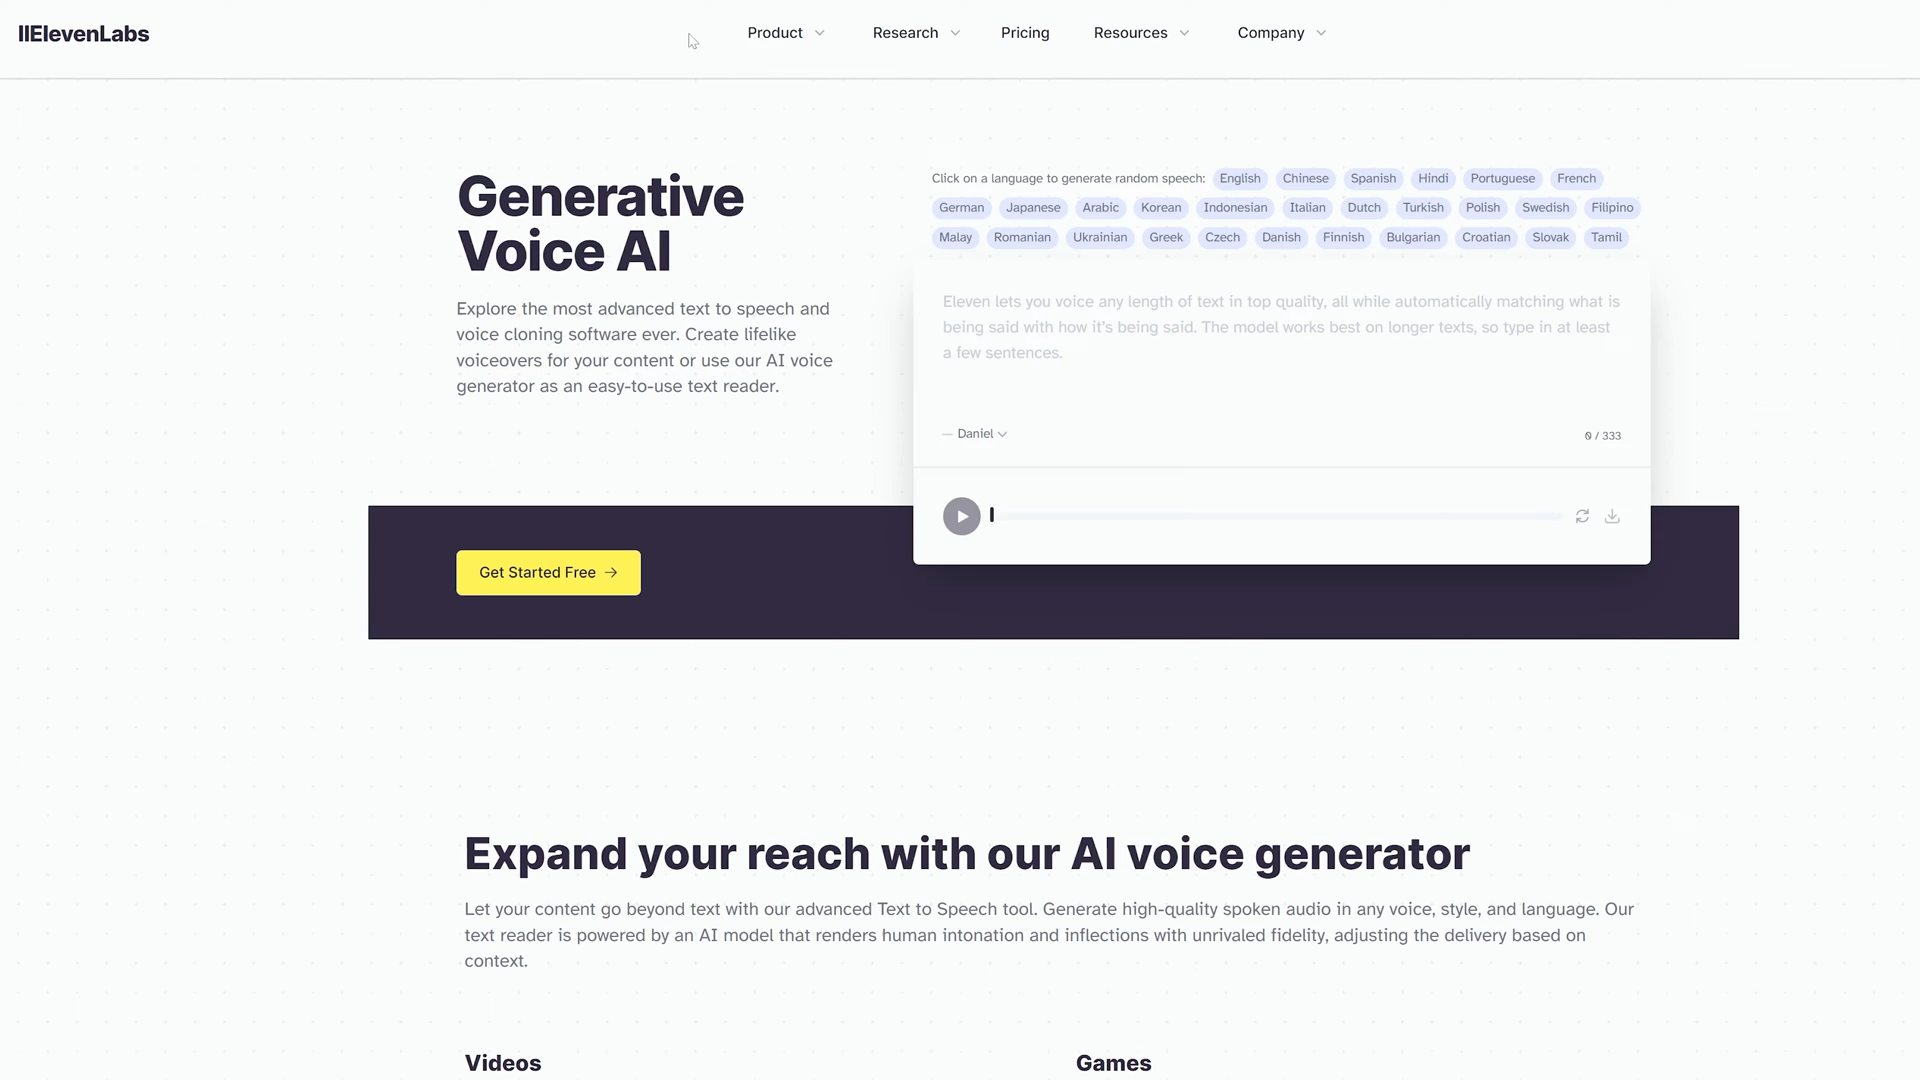 IIElevenLabs
Product
Research
Pricing
Resources
Company
Generative
Voice AI
Explore the most advanced text to speech and
voice cloning software ever. Create lifelike
voiceovers for your content or use our AI voice
generator as an easy-to-use text reader.
Get Started Free →
Click on a language to generate random speech: English Chinese Spanish Hindi Portuguese French
German Japanese Arabic Korean Indonesian Italian Dutch Turkish Polish Swedish Filipino
Malay Romanian Ukrainian Greek Czech Danish Finnish Bulgarian Croatian Slovak Tamil
Eleven lets you voice any length of text in top quality, all while automatically matching what is
being said with how it's being said. The model works best on longer texts, so type in at least
a few sentences.
— Daniel
0 / 333
Expand your reach with our AI voice generator
Let your content go beyond text with our advanced Text to Speech tool. Generate high-quality spoken audio in any voice, style, and language. Our
text reader is powered by an AI model that renders human intonation and inflections with unrivaled fidelity, adjusting the delivery based on
context.
Videos
Games